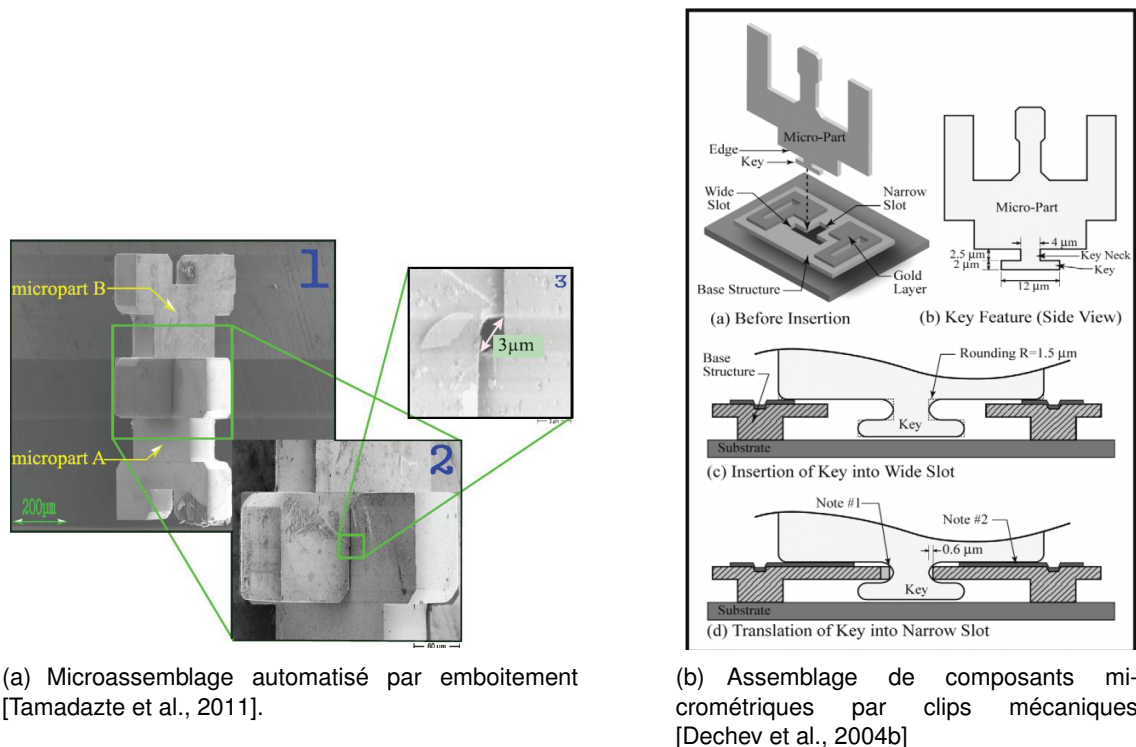 1
micropart B
micropart A
200µm
2
60 µm
3
3µm
(a) Microassemblage automatisé par emboitement
[Tamadazte et al., 2011].
Micro-Part
Edge
Key
Wide
Slot
Narrow
Slot
Gold
Layer
Base Structure
(a) Before Insertion
Micro-Part
4 µm
2.5 µm
2 µm
Key Neck
Key
12 µm
(b) Key Feature (Side View)
Base
Structure
Rounding R=1.5 µm
Key
Substrate
(c) Insertion of Key into Wide Slot
Note #1
Note #2
0.6 µm
Key
Substrate
(d) Translation of Key into Narrow Slot
(b) Assemblage de composants mi-
crométriques par clips mécaniques
[Dechev et al., 2004b]